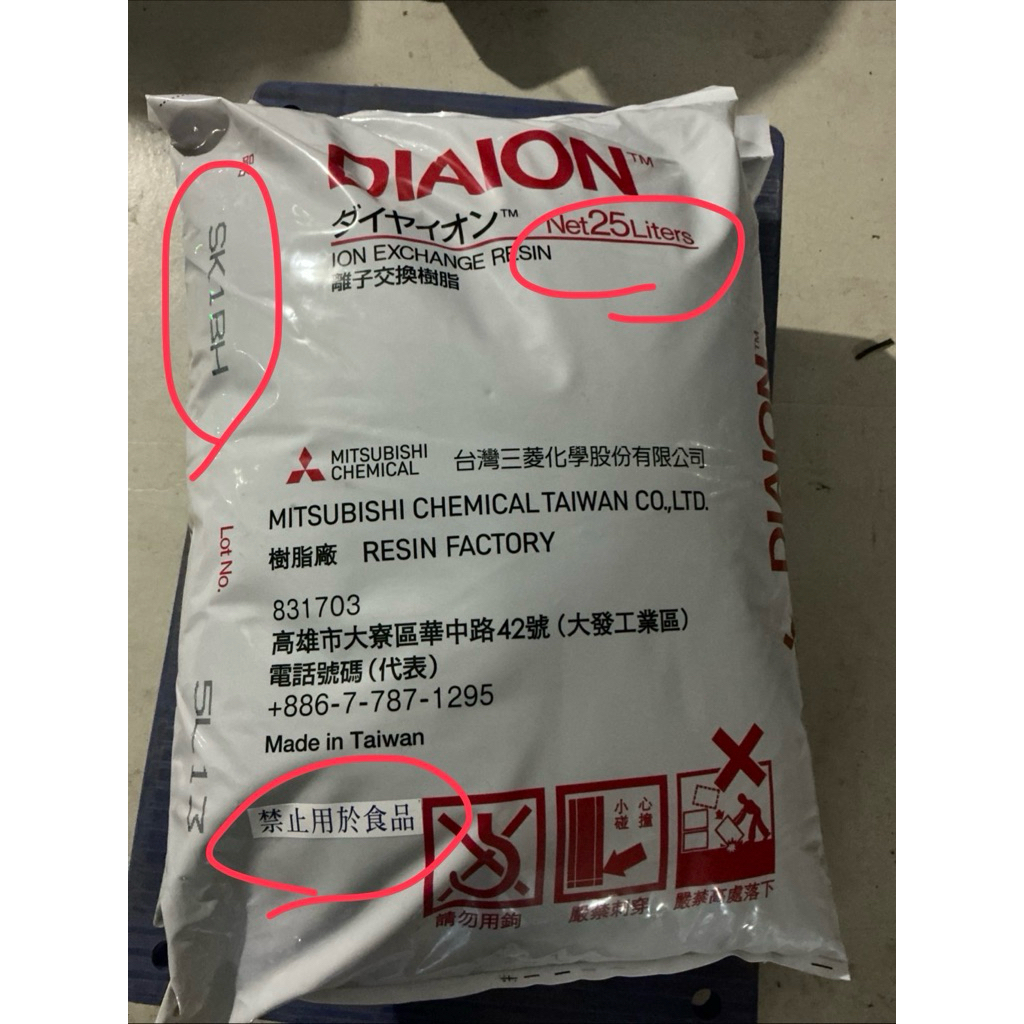 DIAION™
ダイヤイオン™
Net25Liters
ION EXCHANGE RESIN
離子交換樹脂
品名
SK1BH
MITSUBISHI
CHEMICAL
台灣三菱化學股份有限公司
MITSUBISHI CHEMICAL TAIWAN CO.,LTD.
樹脂廠 RESIN FACTORY
Lot No.
5L173
831703
高雄市大寮區華中路42號(大發工業區)
電話號碼(代表)
+886-7-787-1295
Made in Taiwan
禁止用於食品
小心
碰撞
請勿用鉤
嚴禁刺穿
嚴禁高處落下
DIAION™